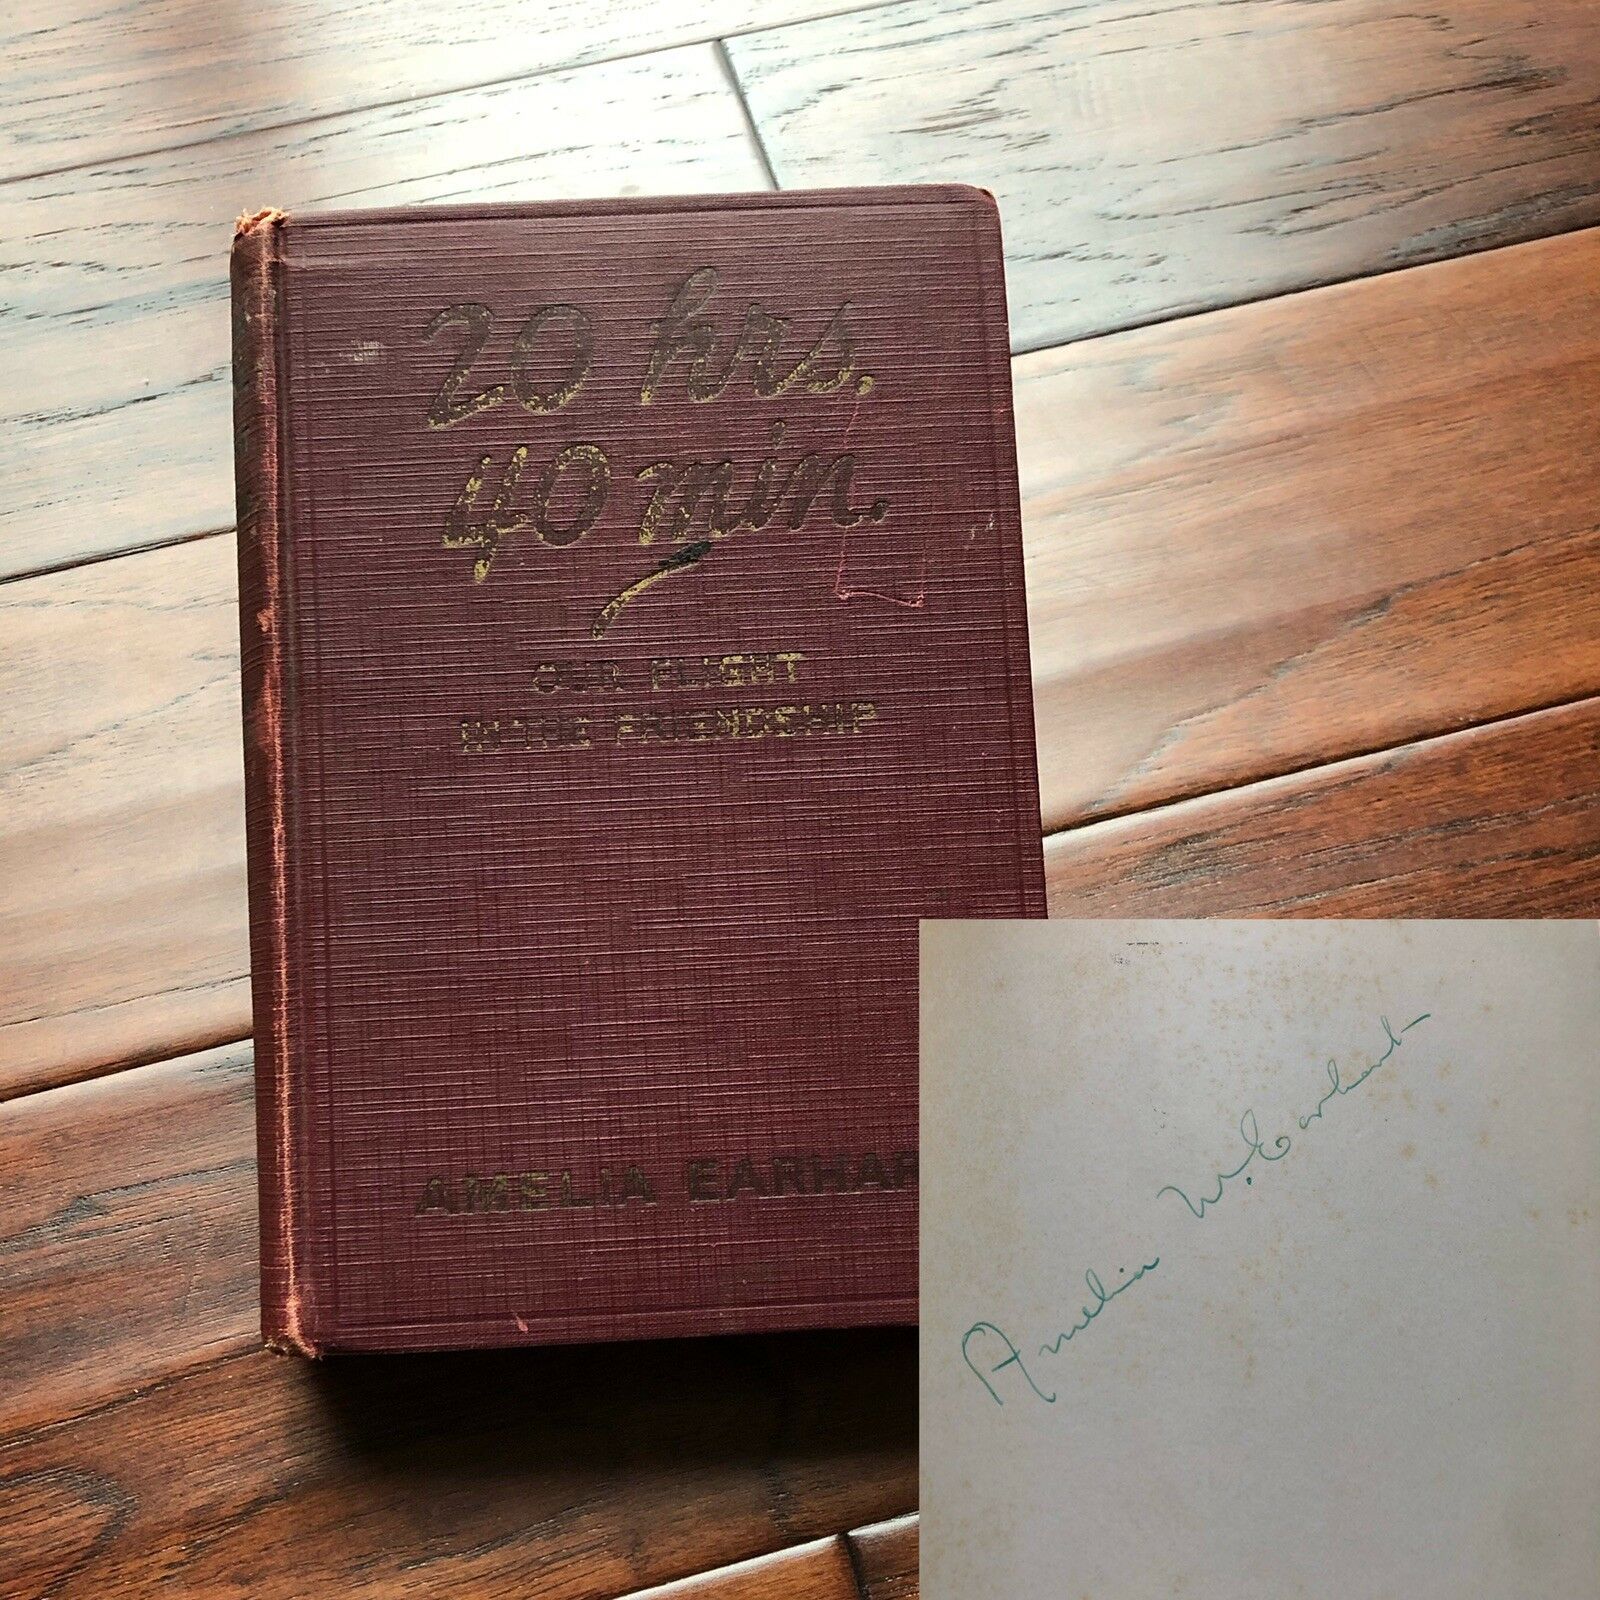 20 hrs.
40 min.
OUR FLIGHT
IN THE FRIENDSHIP
AMELIA EARHAR
Amelia M. Earhart